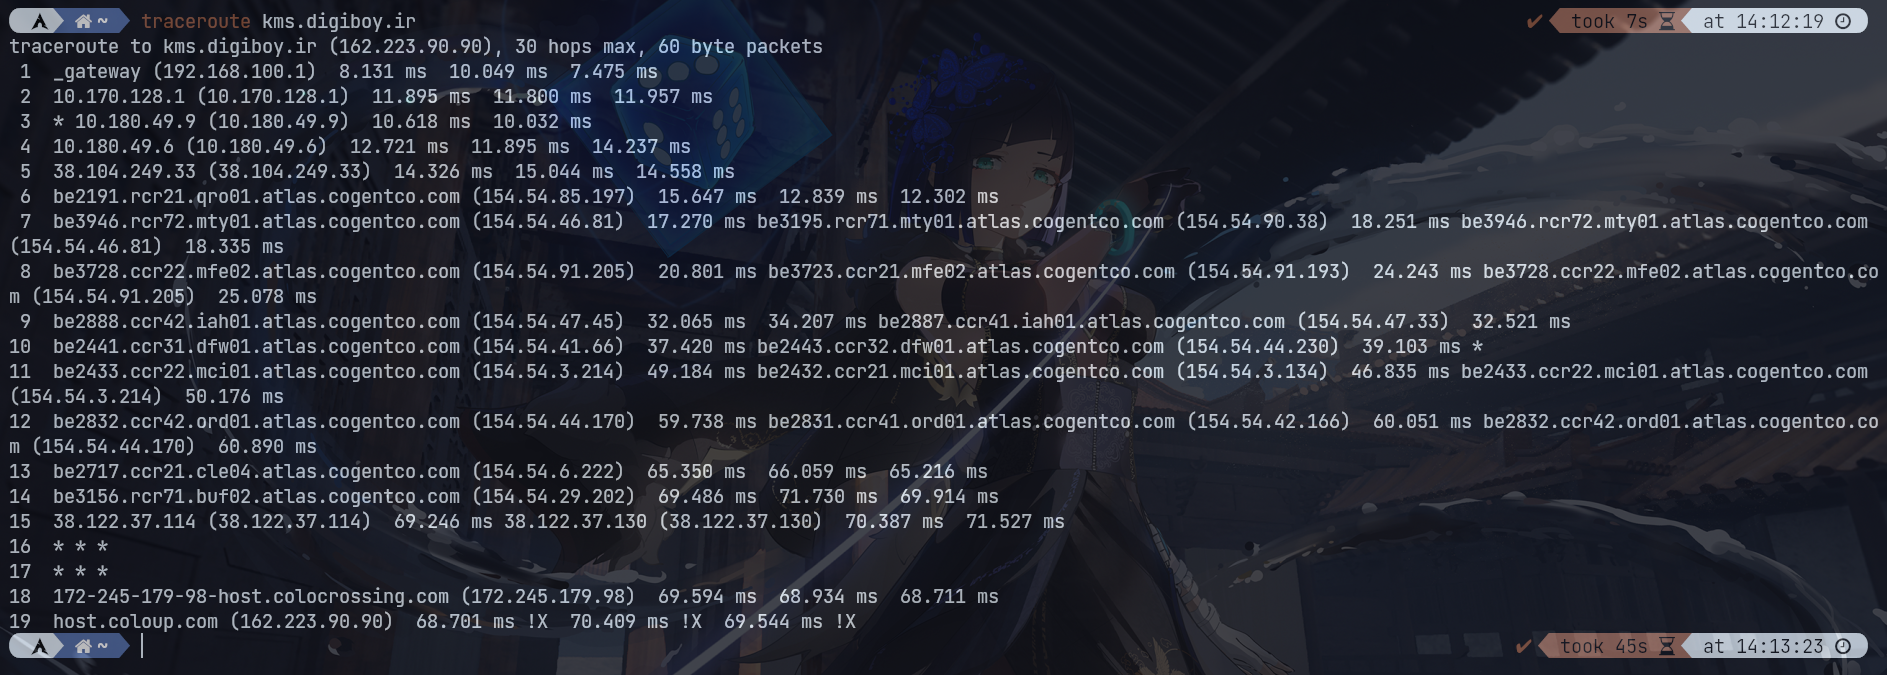 ~ traceroute kms.digiboy.ir ✔ took 7s at 14:12:19
traceroute to kms.digiboy.ir (162.223.90.90), 30 hops max, 60 byte packets
 1  _gateway (192.168.100.1)  8.131 ms  10.049 ms  7.475 ms
 2  10.170.128.1 (10.170.128.1)  11.895 ms  11.800 ms  11.957 ms
 3  * 10.180.49.9 (10.180.49.9)  10.618 ms  10.032 ms
 4  10.180.49.6 (10.180.49.6)  12.721 ms  11.895 ms  14.237 ms
 5  38.104.249.33 (38.104.249.33)  14.326 ms  15.044 ms  14.558 ms
 6  be2191.rcr21.qro01.atlas.cogentco.com (154.54.85.197)  15.647 ms  12.839 ms  12.302 ms
 7  be3946.rcr72.mty01.atlas.cogentco.com (154.54.46.81)  17.270 ms be3195.rcr71.mty01.atlas.cogentco.com (154.54.90.38)  18.251 ms be3946.rcr72.mty01.atlas.cogentco.com
(154.54.46.81)  18.335 ms
 8  be3728.ccr22.mfe02.atlas.cogentco.com (154.54.91.205)  20.801 ms be3723.ccr21.mfe02.atlas.cogentco.com (154.54.91.193)  24.243 ms be3728.ccr22.mfe02.atlas.cogentco.co
m (154.54.91.205)  25.078 ms
 9  be2888.ccr42.iah01.atlas.cogentco.com (154.54.47.45)  32.065 ms  34.207 ms be2887.ccr41.iah01.atlas.cogentco.com (154.54.47.33)  32.521 ms
10  be2441.ccr31.dfw01.atlas.cogentco.com (154.54.41.66)  37.420 ms be2443.ccr32.dfw01.atlas.cogentco.com (154.54.44.230)  39.103 ms *
11  be2433.ccr22.mci01.atlas.cogentco.com (154.54.3.214)  49.184 ms be2432.ccr21.mci01.atlas.cogentco.com (154.54.3.134)  46.835 ms be2433.ccr22.mci01.atlas.cogentco.com
(154.54.3.214)  50.176 ms
12  be2832.ccr42.ord01.atlas.cogentco.com (154.54.44.170)  59.738 ms be2831.ccr41.ord01.atlas.cogentco.com (154.54.42.166)  60.051 ms be2832.ccr42.ord01.atlas.cogentco.co
m (154.54.44.170)  60.890 ms
13  be2717.ccr21.cle04.atlas.cogentco.com (154.54.6.222)  65.350 ms  66.059 ms  65.216 ms
14  be3156.rcr71.buf02.atlas.cogentco.com (154.54.29.202)  69.486 ms  71.730 ms  69.914 ms
15  38.122.37.114 (38.122.37.114)  69.246 ms 38.122.37.130 (38.122.37.130)  70.387 ms  71.527 ms
16  * * *
17  * * *
18  172-245-179-98-host.colocrossing.com (172.245.179.98)  69.594 ms  68.934 ms  68.711 ms
19  host.coloup.com (162.223.90.90)  68.701 ms !X  70.409 ms !X  69.544 ms !X
~ ✔ took 45s at 14:13:23